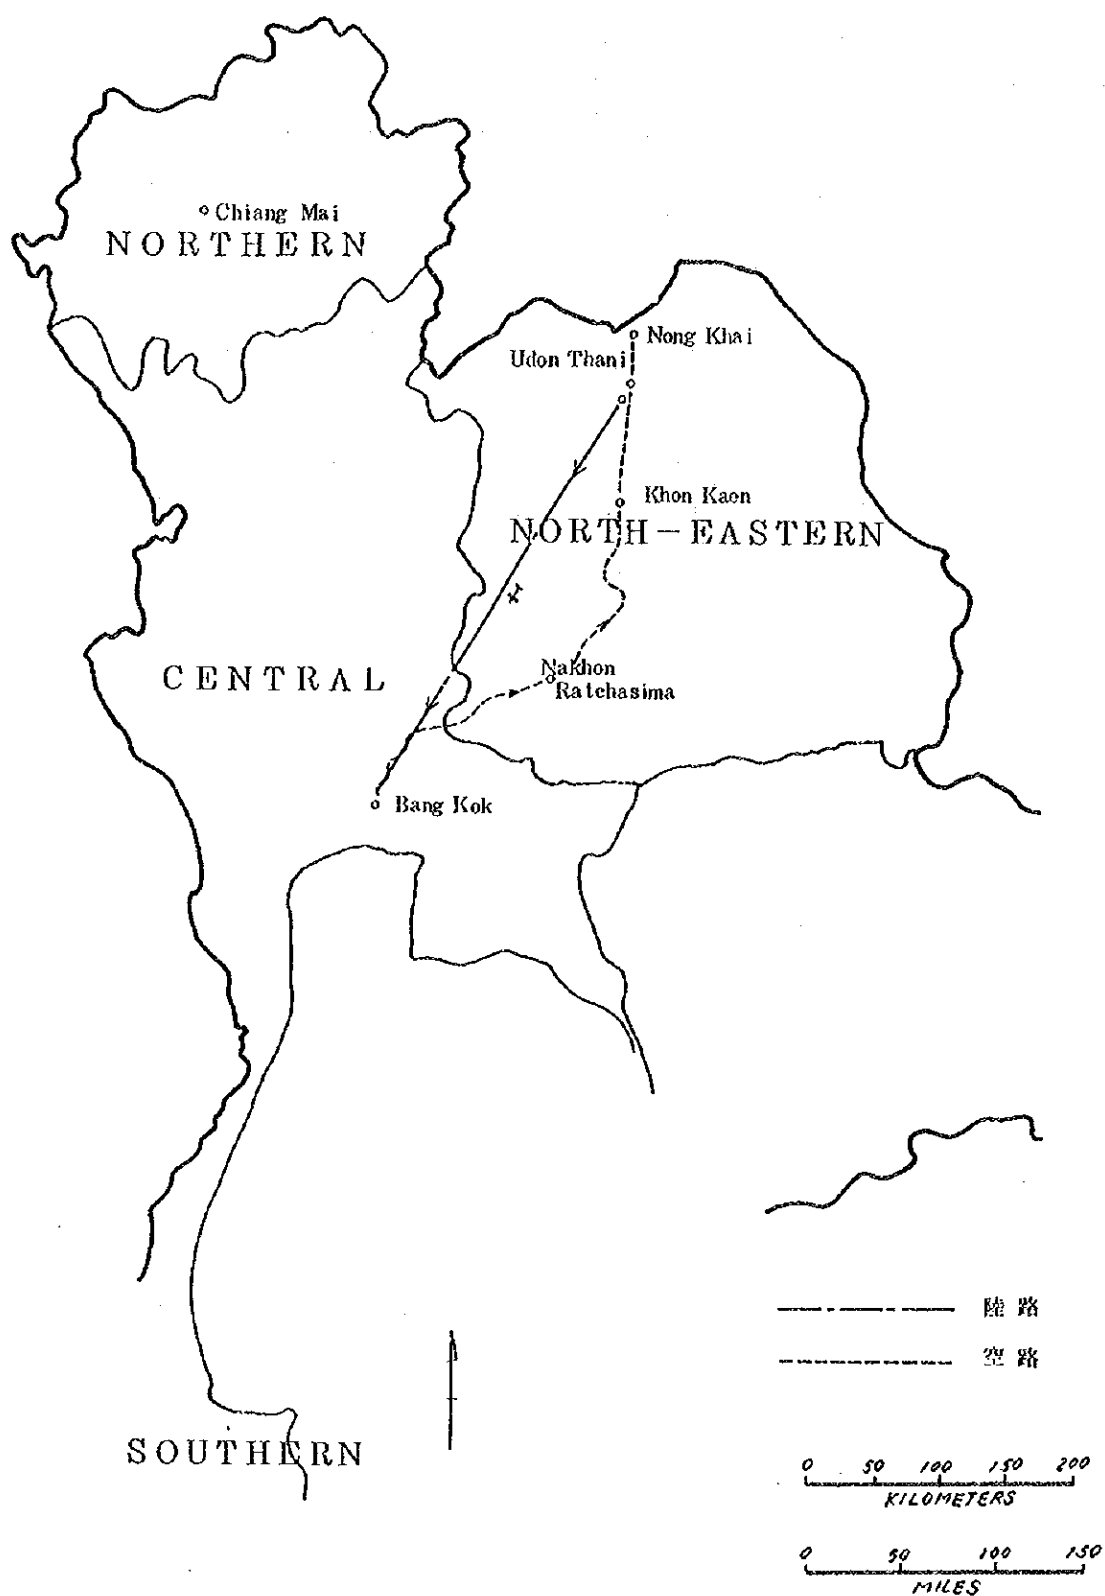 Chiang Mai
NORTHERN
Nong Khai
Udon Thani
Khon Kaen
NORTH-EASTERN
Nakhon
Ratchasima
CENTRAL
Bang Kok
陸路
空路
SOUTHERN
0 50 100 150 200
KILOMETERS
0 50 100 150
MILES